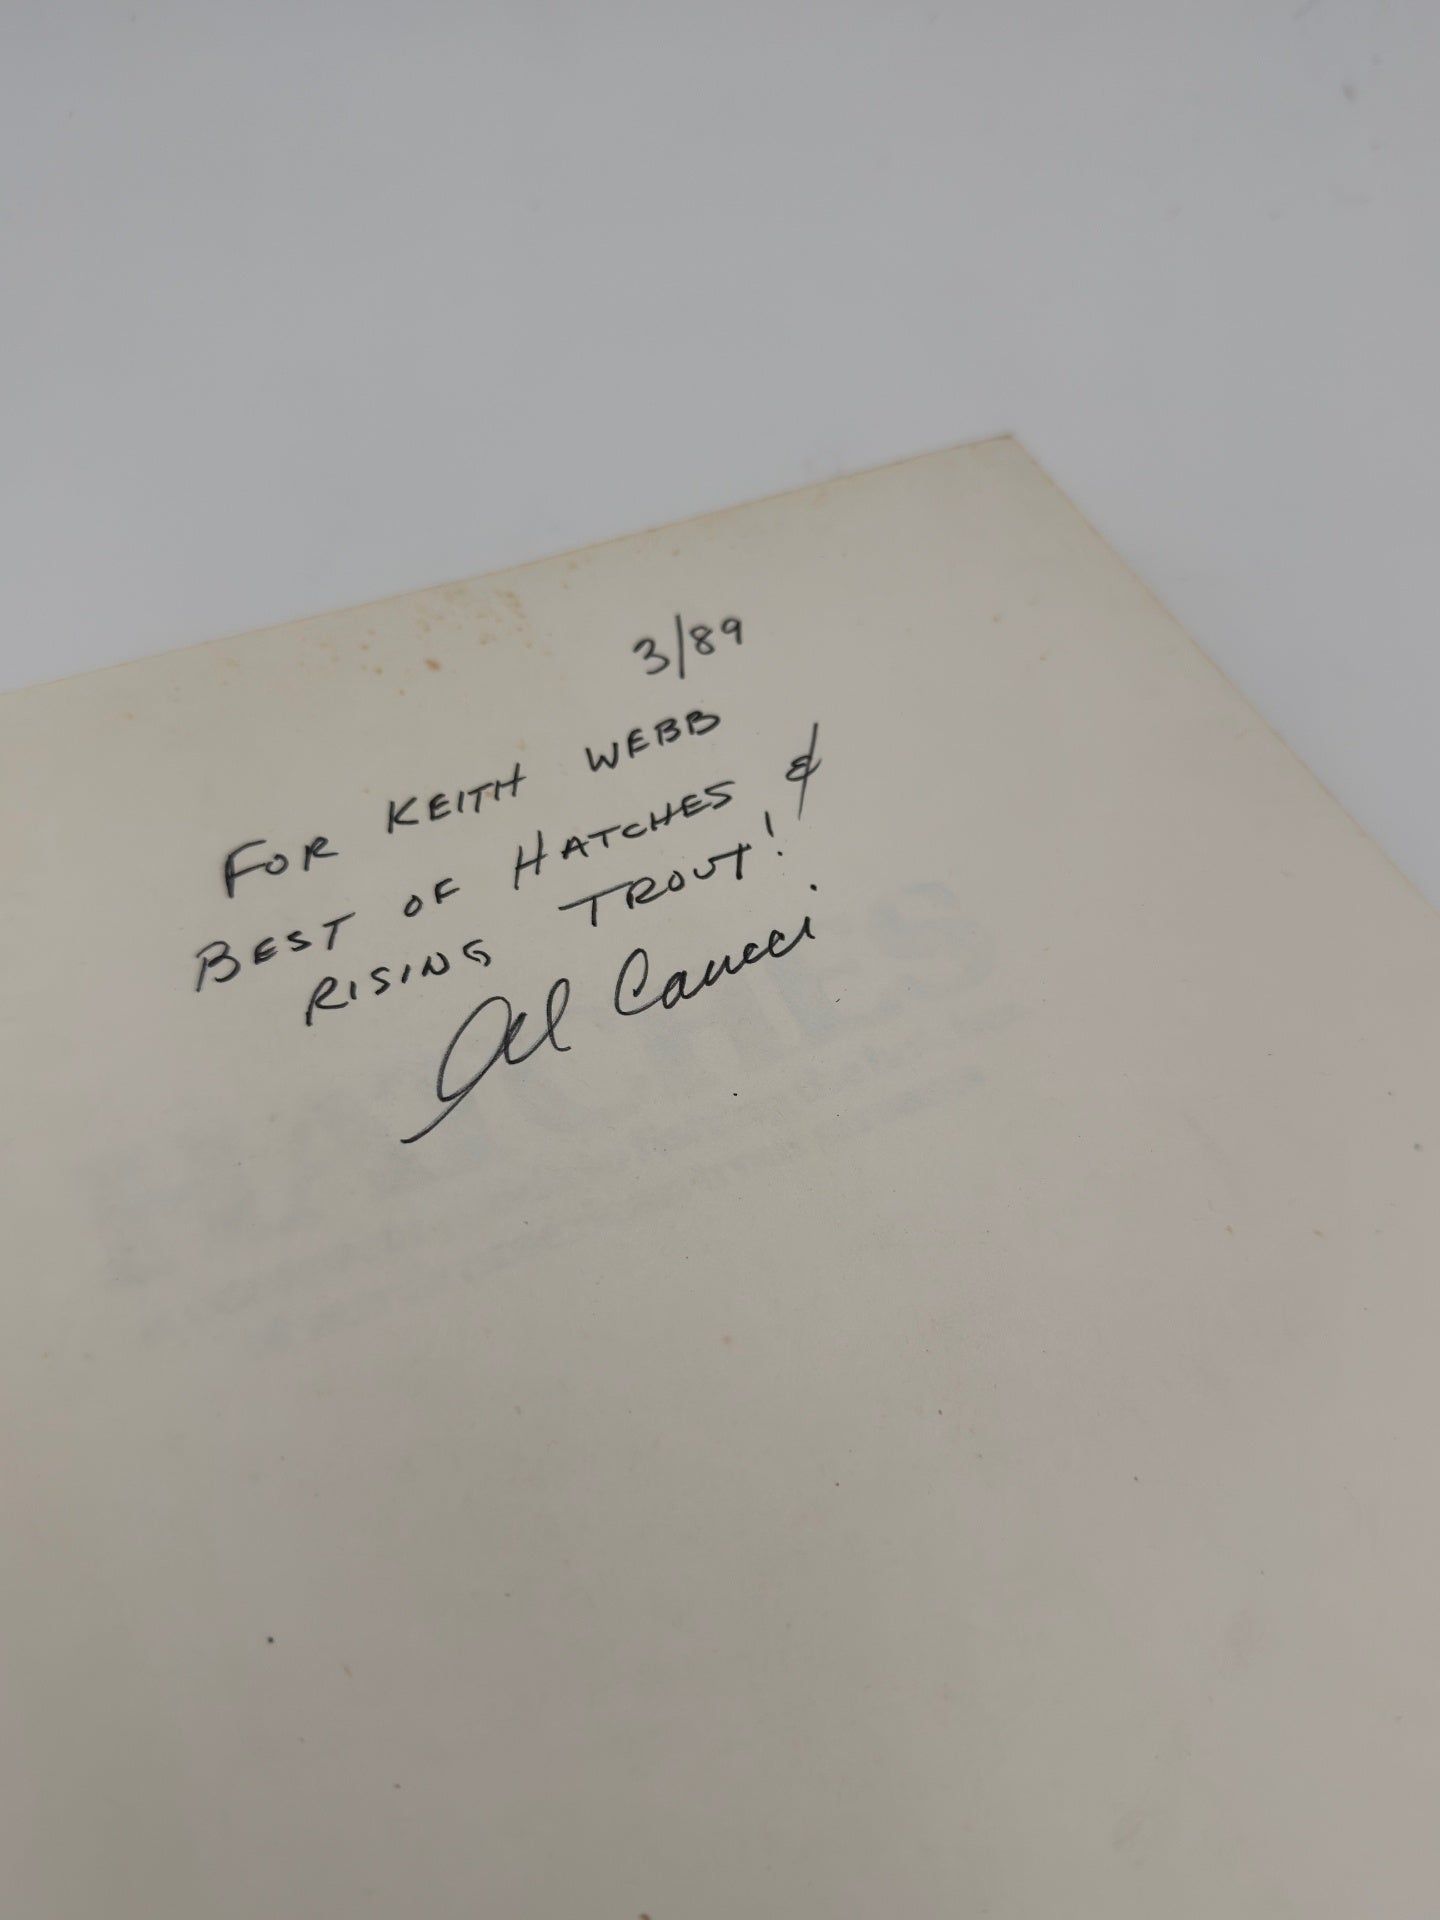 3/89
FOR KEITH WEBB
BEST OF HATCHES &
RISING TROUT!
Al Caucci